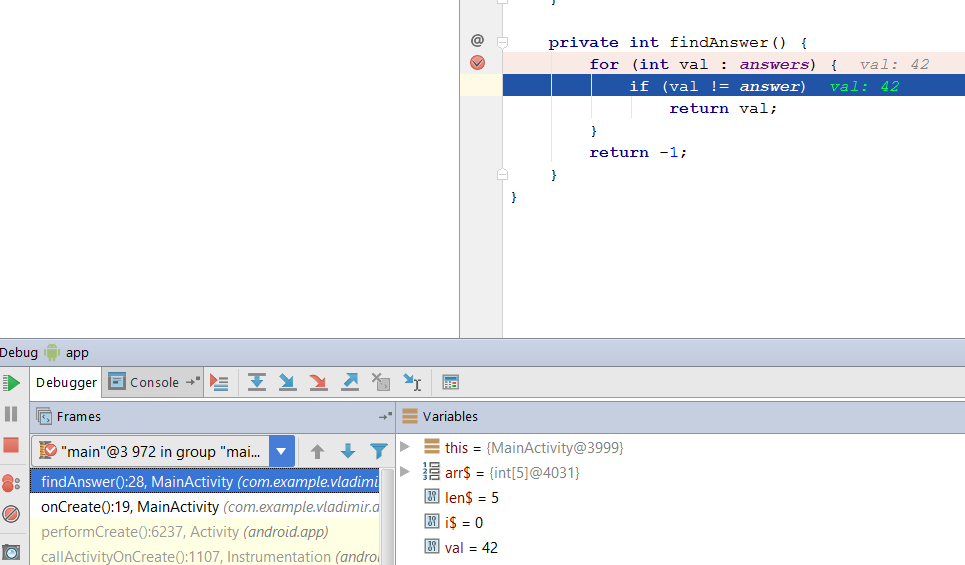 }
@ private int findAnswer() {
for (int val : answers) { val: 42
if (val != answer) val: 42
return val;
}
return -1;
}
}
Debug app
Debugger Console
Frames Variables
"main"@3 972 in group "mai...
this = {MainActivity@3999}
arr$ = {int[5]@4031}
findAnswer():28, MainActivity (com.example.vladimir.
len$ = 5
onCreate():19, MainActivity (com.example.vladimir.a
i$ = 0
performCreate():6237, Activity (android.app)
val = 42
callActivityOnCreate():1107, Instrumentation (androi